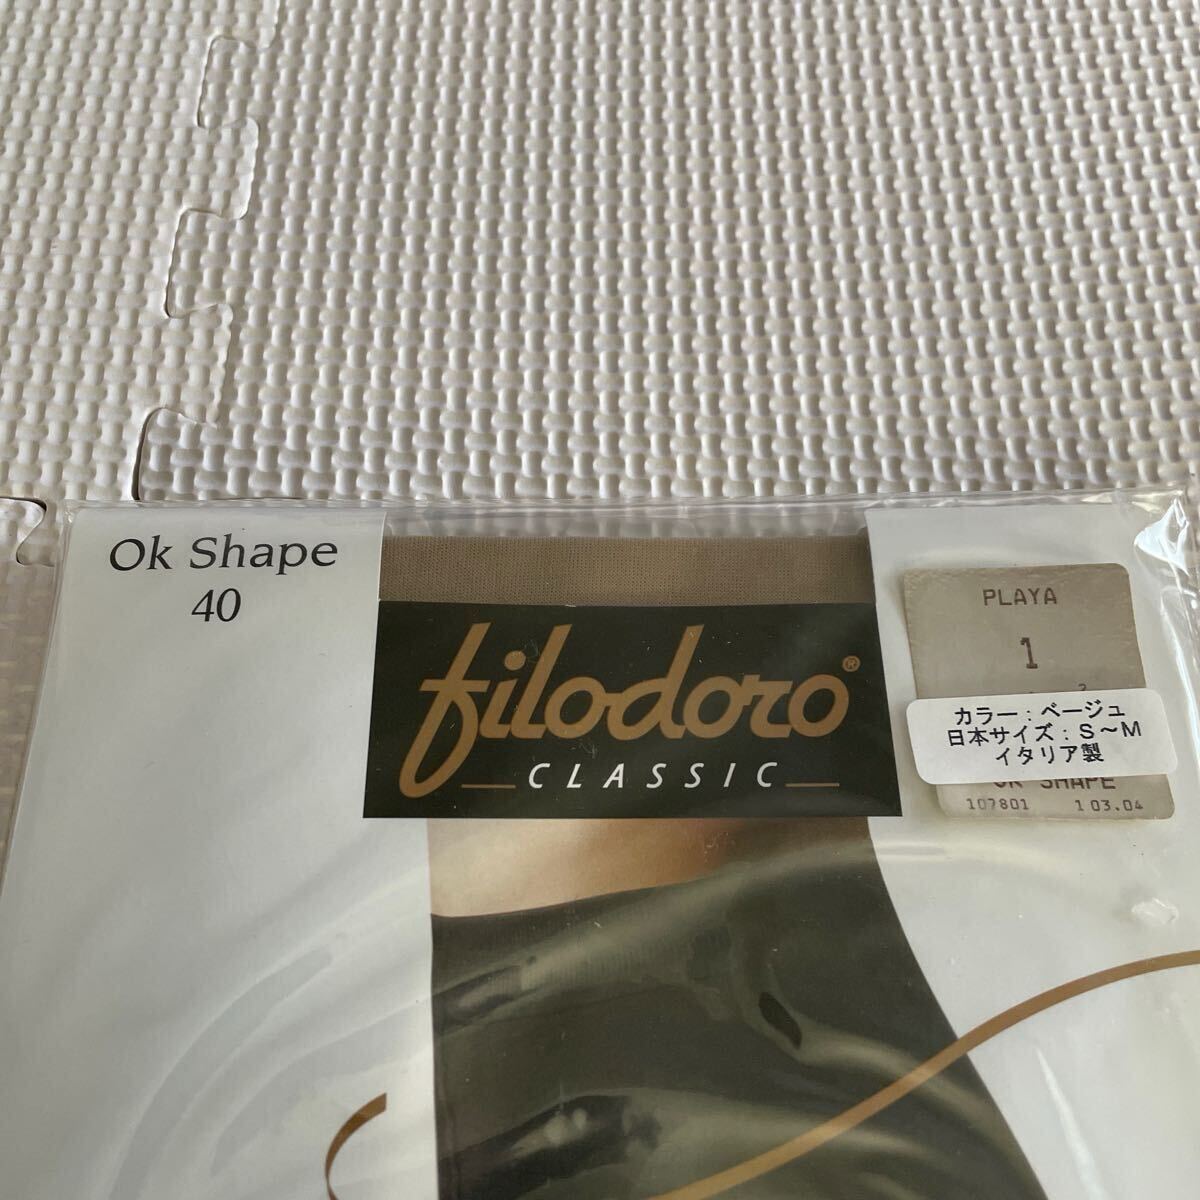 Ok Shape
40
filodoro®
CLASSIC
PLAYA
1
2
カラー：ベージュ
日本サイズ：S～M
イタリア製
OK SHAPE
107801 1 03.04